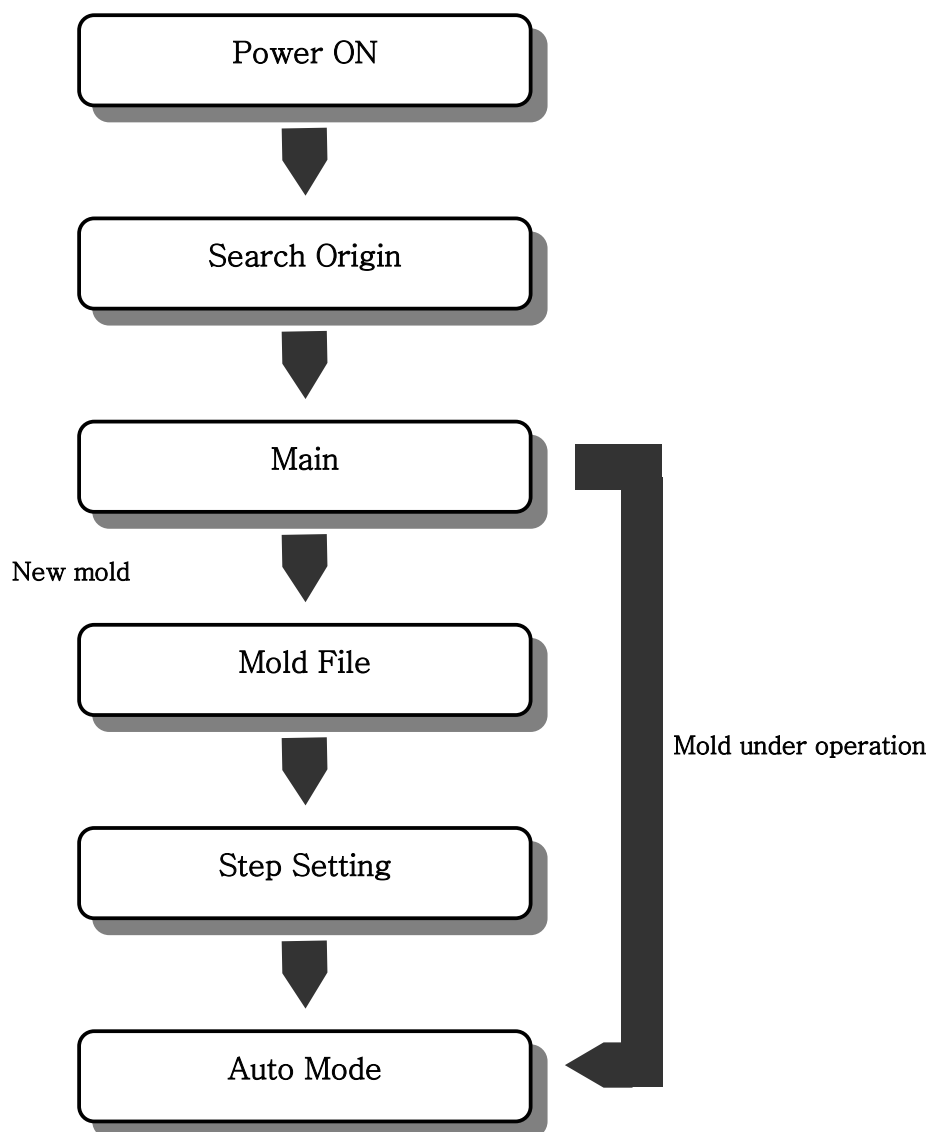 Power ON
Search Origin
Main
New mold
Mold File
Mold under operation
Step Setting
Auto Mode